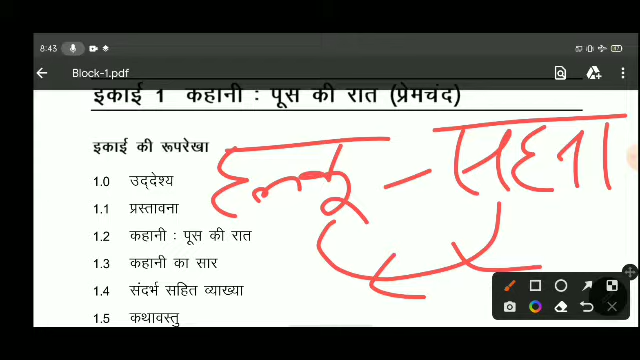 8:43
87
Block-1.pdf
इकाई 1 कहानी : पूस की रात (प्रेमचंद)
इकाई की रूपरेखा
हल्कू - सहना
1.0 उद्देश्य
1.1 प्रस्तावना
1.2 कहानी : पूस की रात
1.3 कहानी का सार
1.4 संदर्भ सहित व्याख्या
1.5 कथावस्तु